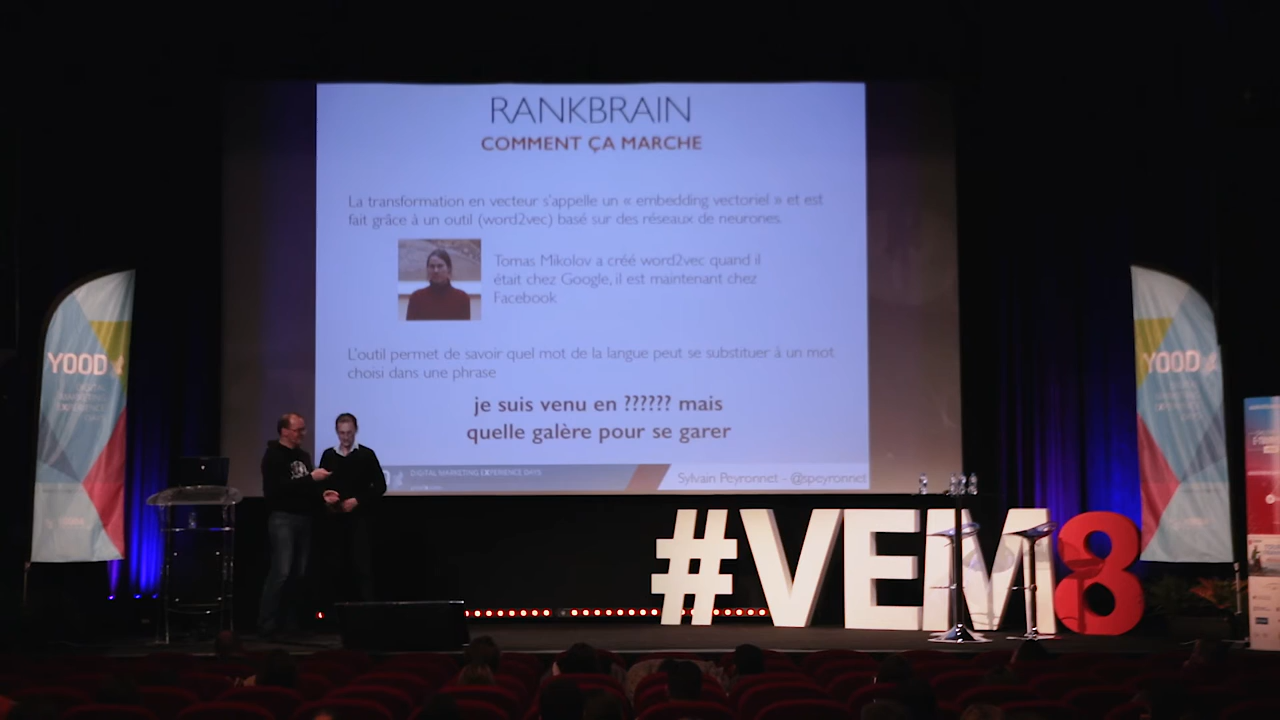 RANKBRAIN
COMMENT ÇA MARCHE
La transformation en vecteur s'appelle un « embedding vectoriel » et est
fait grâce à un outil (word2vec) basé sur des réseaux de neurones.
Tomas Mikolov a créé word2vec quand il
était chez Google, il est maintenant chez
Facebook
L'outil permet de savoir quel mot de la langue peut se substituer à un mot
choisi dans une phrase
je suis venu en ?????? mais
quelle galère pour se garer
DIGITAL MARKETING EXPERIENCE DAYS
Sylvain Peyronnet - @speyronnet
YOOD
YOOD
#VEM8